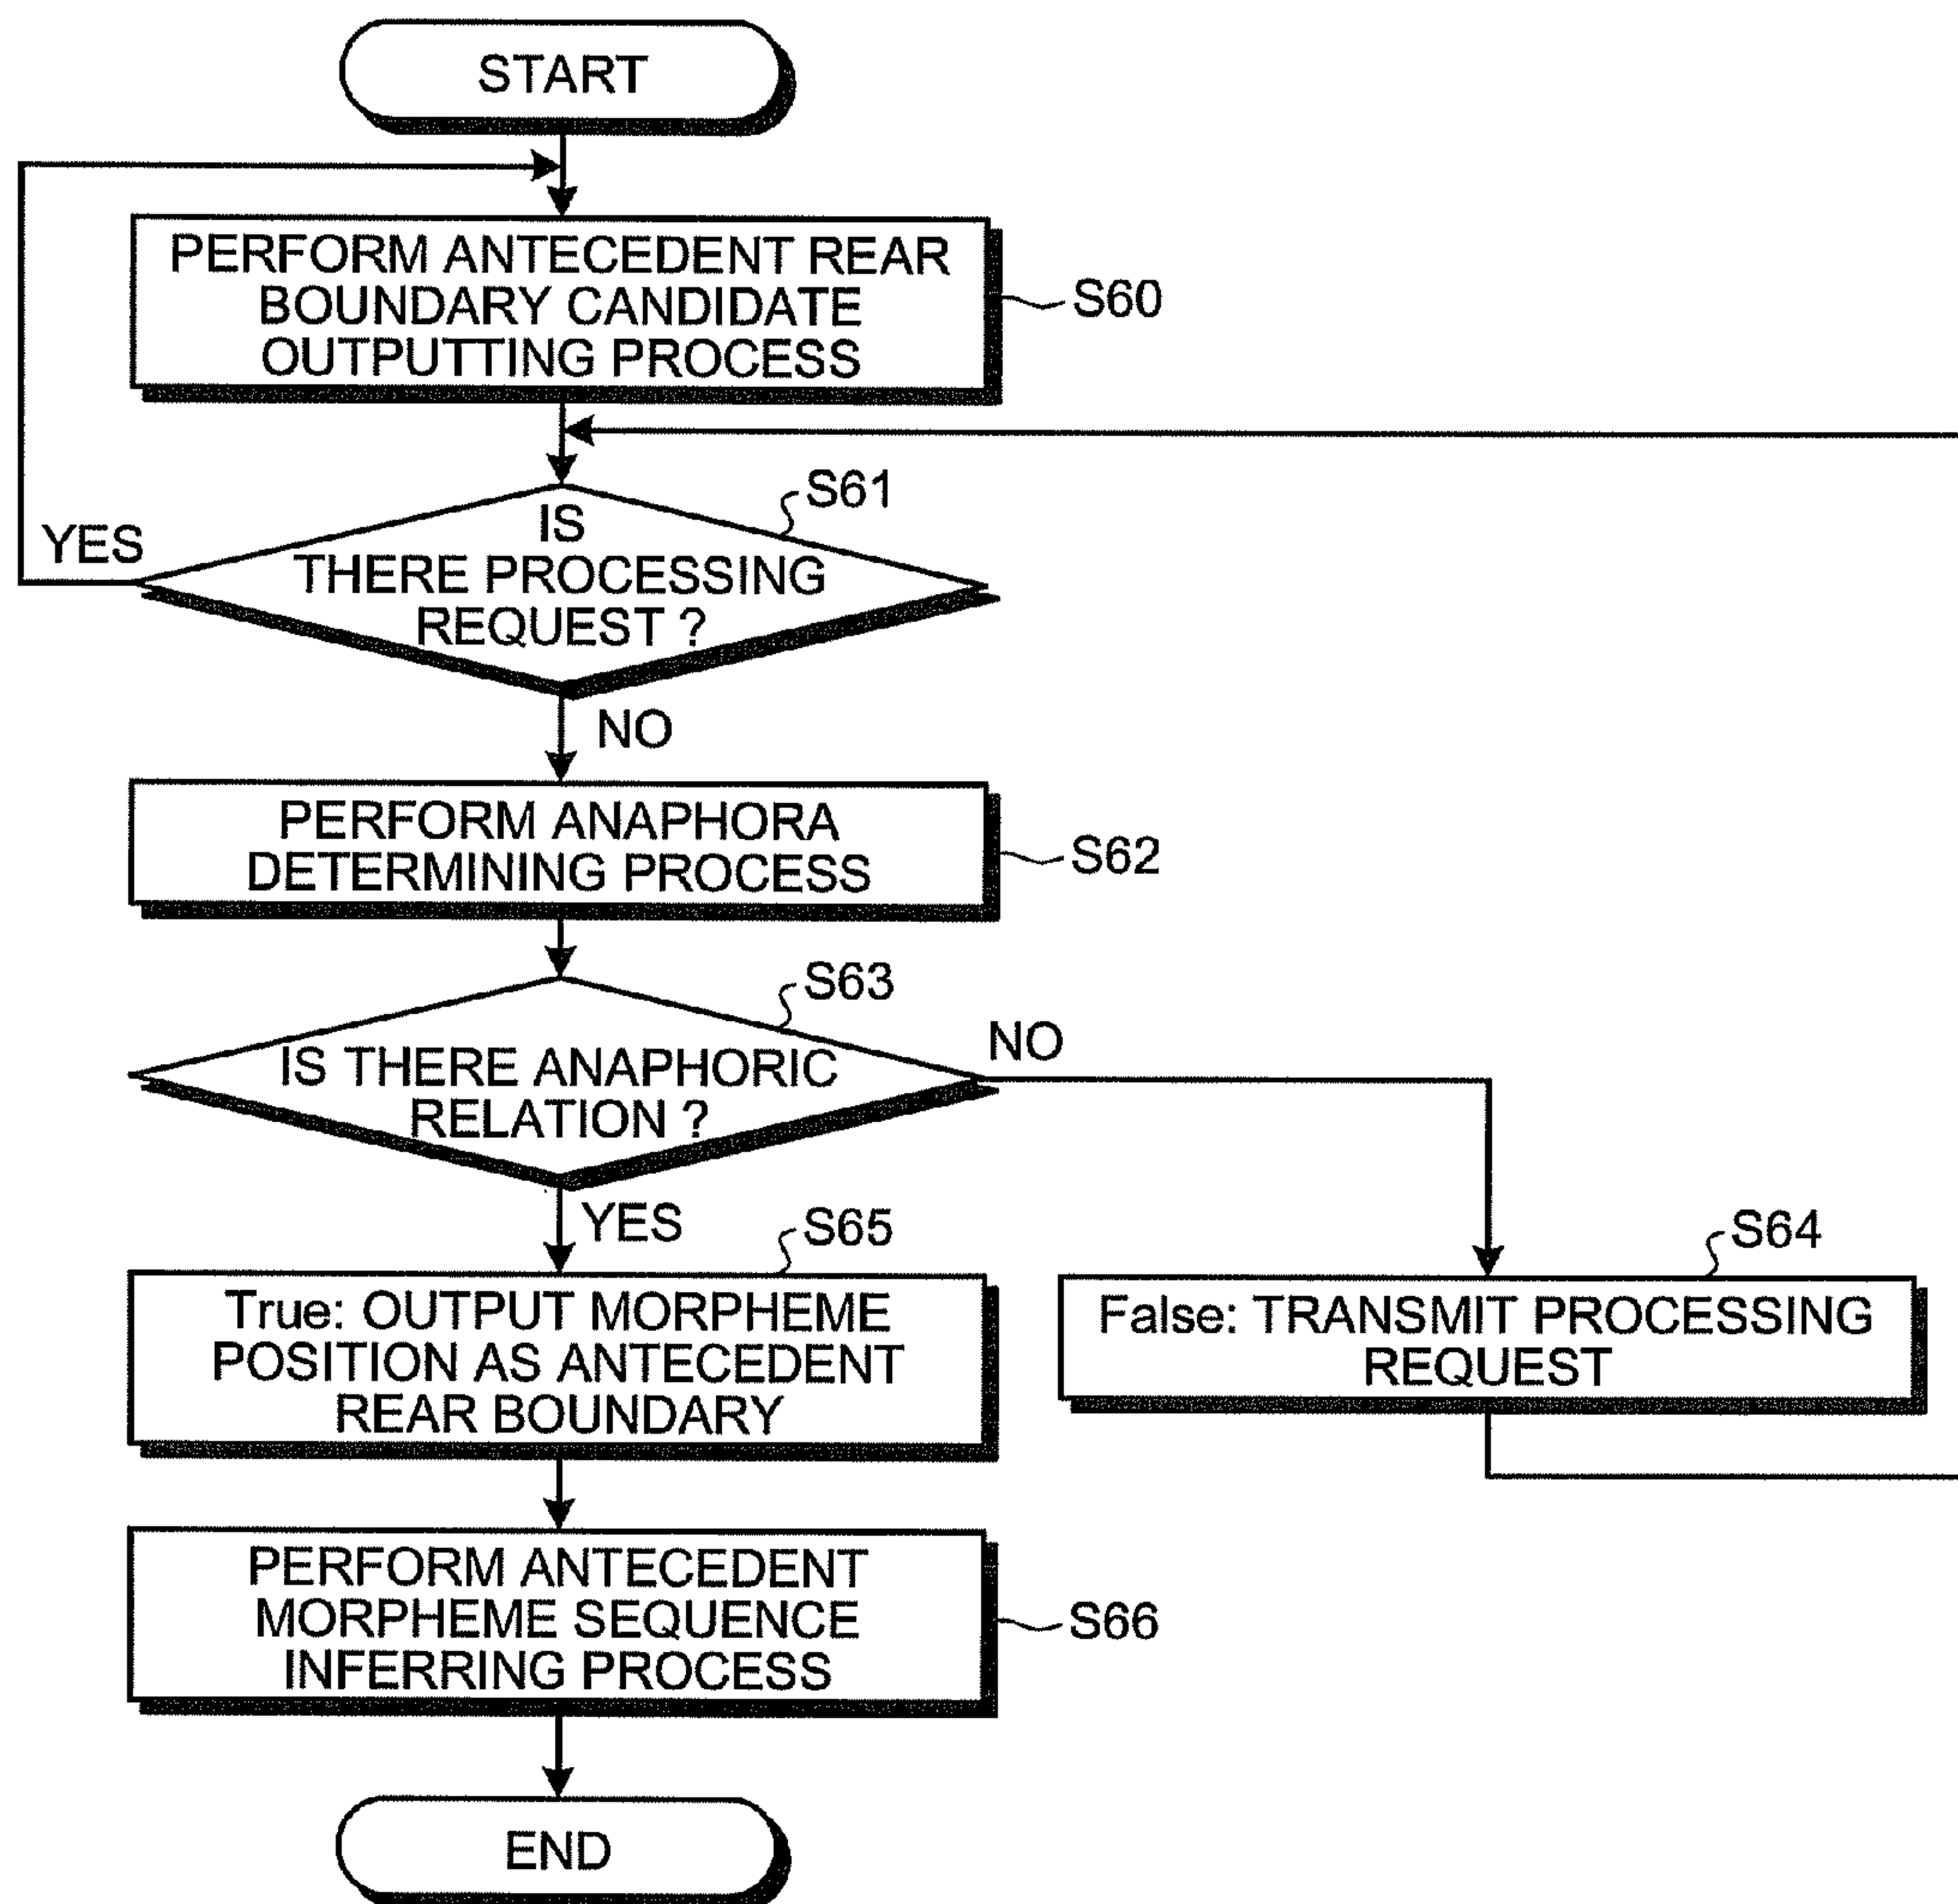 START
PERFORM ANTECEDENT REAR
BOUNDARY CANDIDATE
OUTPUTTING PROCESS
S60
S61
YES
IS
THERE PROCESSING
REQUEST ?
NO
PERFORM ANAPHORA
DETERMINING PROCESS
S62
S63
IS THERE ANAPHORIC
RELATION ?
NO
YES
S65
True: OUTPUT MORPHEME
POSITION AS ANTECEDENT
REAR BOUNDARY
S64
False: TRANSMIT PROCESSING
REQUEST
PERFORM ANTECEDENT
MORPHEME SEQUENCE
INFERRING PROCESS
S66
END